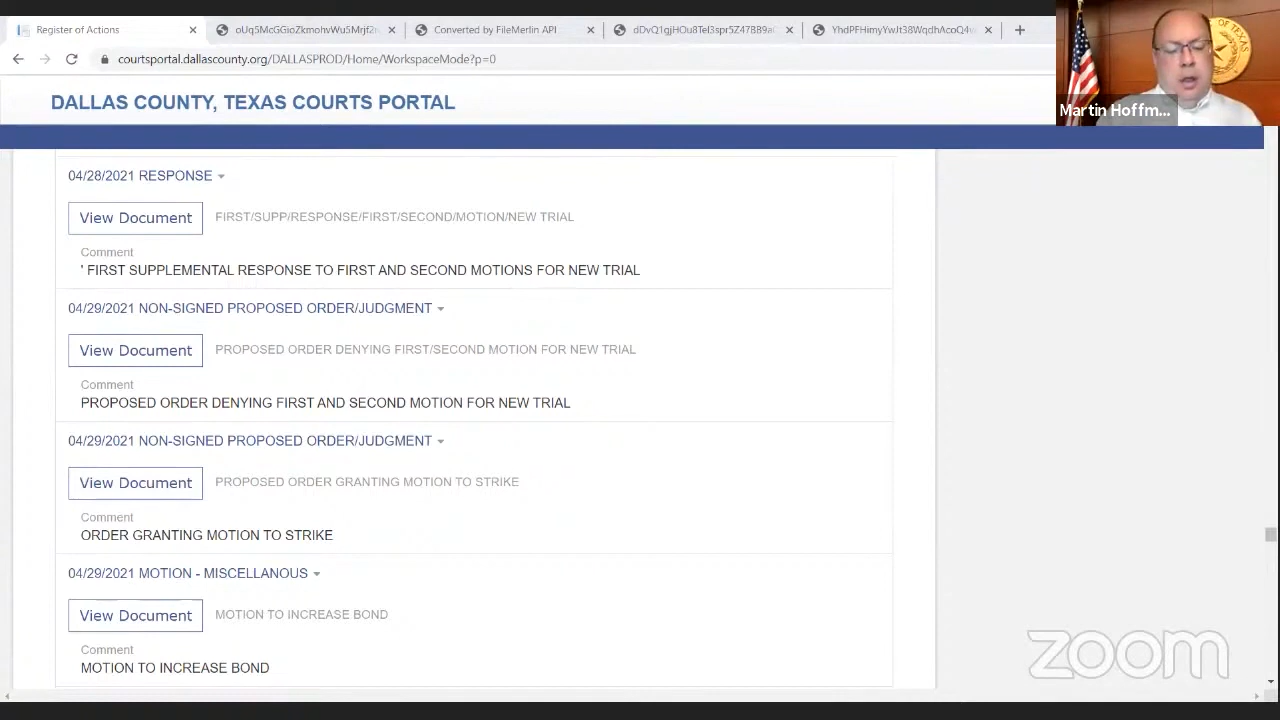 Register of Actions
Converted by FileMerlin API
courtsportal.dallascounty.org/DALLASPROD/Home/WorkspaceMode?p=0
Martin Hoffm...
DALLAS COUNTY, TEXAS COURTS PORTAL
04/28/2021 RESPONSE
View Document FIRST/SUPP/RESPONSE/FIRST/SECOND/MOTION/NEW TRIAL
Comment
' FIRST SUPPLEMENTAL RESPONSE TO FIRST AND SECOND MOTIONS FOR NEW TRIAL
04/29/2021 NON-SIGNED PROPOSED ORDER/JUDGMENT
View Document PROPOSED ORDER DENYING FIRST/SECOND MOTION FOR NEW TRIAL
Comment
PROPOSED ORDER DENYING FIRST AND SECOND MOTION FOR NEW TRIAL
04/29/2021 NON-SIGNED PROPOSED ORDER/JUDGMENT
View Document PROPOSED ORDER GRANTING MOTION TO STRIKE
Comment
ORDER GRANTING MOTION TO STRIKE
04/29/2021 MOTION - MISCELLANOUS
View Document MOTION TO INCREASE BOND
Comment
MOTION TO INCREASE BOND
zoom